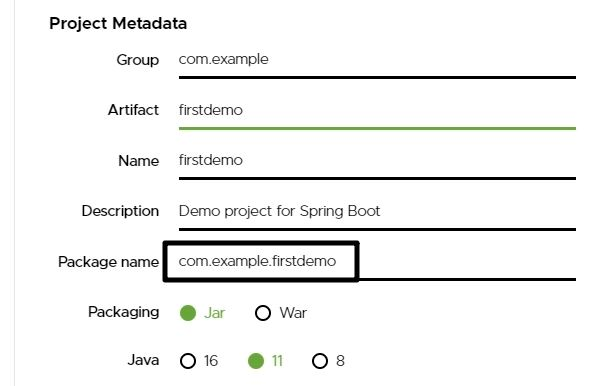 Project Metadata
Group com.example
Artifact firstdemo
Name firstdemo
Description Demo project for Spring Boot
Package name com.example.firstdemo
Packaging Jar War
Java 16 11 8